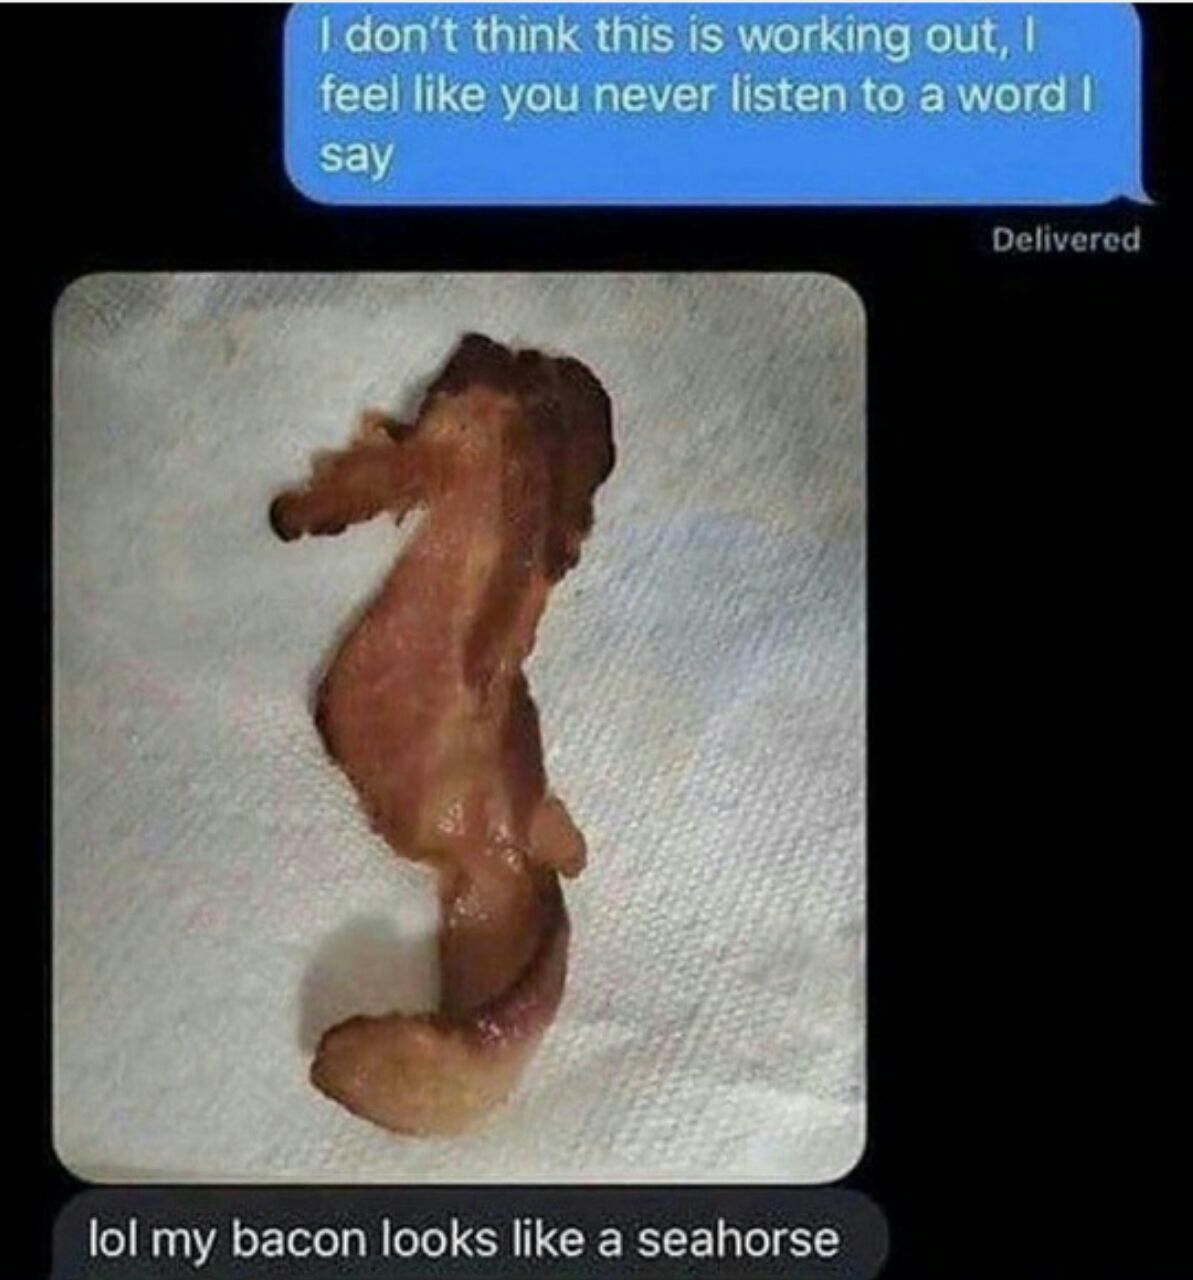 I don't think this is working out, I
feel like you never listen to a word I
say
Delivered
lol my bacon looks like a seahorse